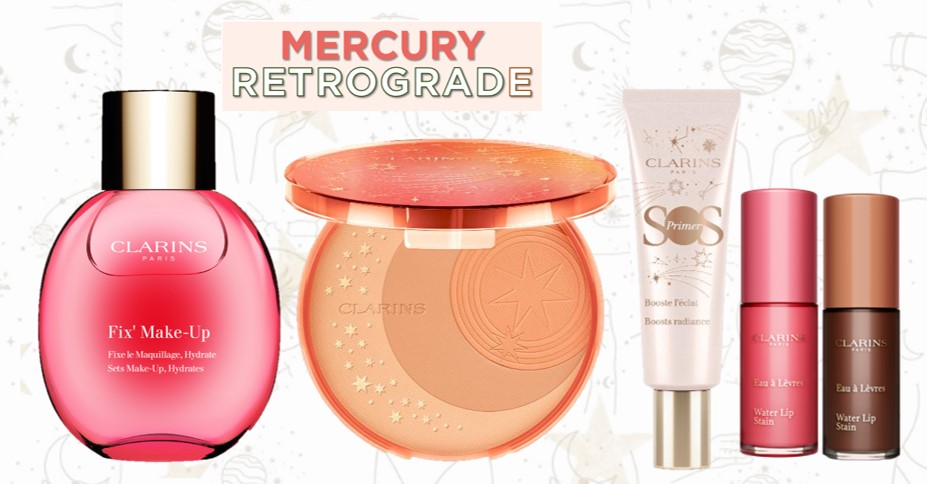 MERCURY
RETROGRADE
CLARINS
PARIS
Fix' Make-Up
Fixe le Maquillage, Hydrate
Sets Make-Up, Hydrates
CLARINS
CLARINS
PARIS
SOS
Primer
Booste l'éclat
Boosts radiance
CLARINS
PARIS
Eau à Lèvres
Water Lip
Stain
CLARINS
PARIS
Eau à Lèvres
Water Lip
Stain